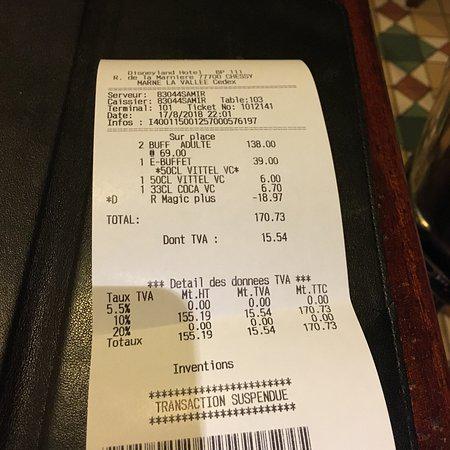 Disneyland Hotel BP 111
R. de la Marniere 77700 CHESSY
MARNE LA VALLEE Cedex
Serveur: 83044SAMIR
Caissier: 83044SAMIR Table:103
Terminal: 101 Ticket No: 1012141
Date: 17/8/2018 22:01
Infos : I400115001257000576197
Sur place
2 BUFF ADULTE 138.00
@ 69.00
1 E-BUFFET 39.00
*50CL VITTEL VC*
1 50CL VITTEL VC 6.00
1 33CL COCA VC 6.70
*D R Magic plus -18.97
TOTAL: 170.73
Dont TVA : 15.54
*** Detail des donnees TVA ***
Taux TVA Mt.HT Mt.TVA Mt.TTC
5.5% 0.00 0.00 0.00
10% 155.19 15.54 170.73
20% 0.00 0.00 0.00
Totaux 155.19 15.54 170.73
Inventions
***********************
TRANSACTION SUSPENDUE
***********************